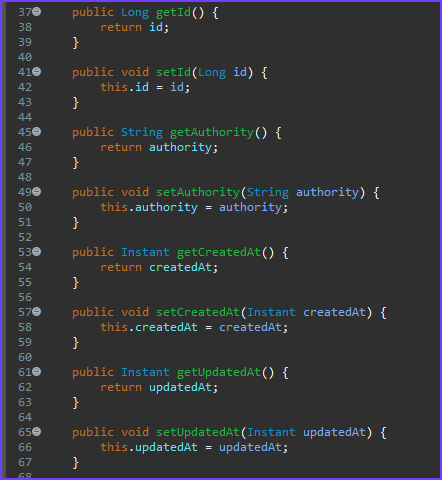 37 public Long getId() {
38 return id;
39 }
40
41 public void setId(Long id) {
42 this.id = id;
43 }
44
45 public String getAuthority() {
46 return authority;
47 }
48
49 public void setAuthority(String authority) {
50 this.authority = authority;
51 }
52
53 public Instant getCreatedAt() {
54 return createdAt;
55 }
56
57 public void setCreatedAt(Instant createdAt) {
58 this.createdAt = createdAt;
59 }
60
61 public Instant getUpdatedAt() {
62 return updatedAt;
63 }
64
65 public void setUpdatedAt(Instant updatedAt) {
66 this.updatedAt = updatedAt;
67 }
68